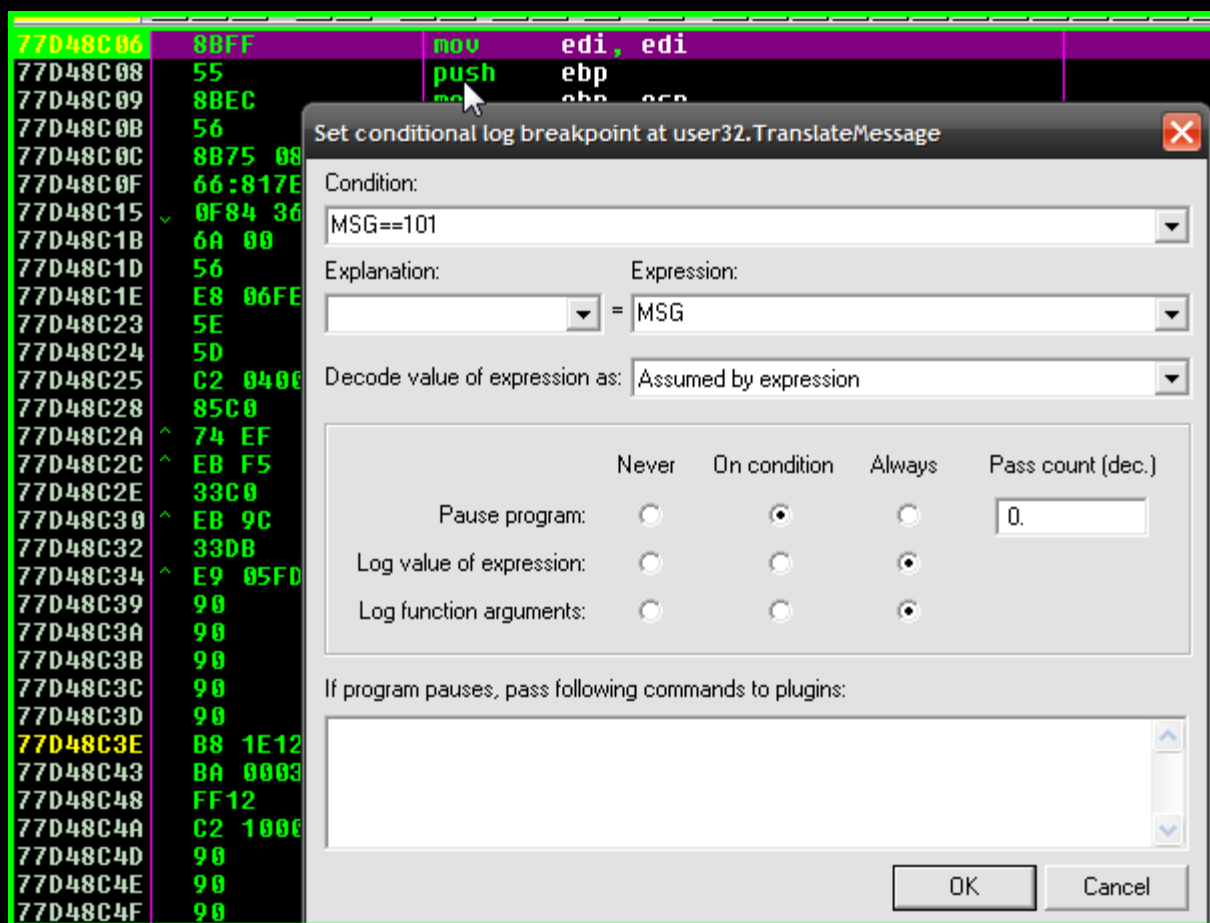 77D48C06 8BFF mov edi, edi
77D48C08 55 push ebp
77D48C09 8BEC
77D48C0B 56
77D48C0C 8B75 08
77D48C0F 66:817E
77D48C15 0F84 36
77D48C1B 6A 00
77D48C1D 56
77D48C1E E8 06FE
77D48C23 5E
77D48C24 5D
77D48C25 C2 0400
77D48C28 85C0
77D48C2A ^ 74 EF
77D48C2C ^ EB F5
77D48C2E 33C0
77D48C30 ^ EB 9C
77D48C32 33DB
77D48C34 ^ E9 05FD
77D48C39 90
77D48C3A 90
77D48C3B 90
77D48C3C 90
77D48C3D 90
77D48C3E B8 1E12
77D48C43 BA 0003
77D48C48 FF12
77D48C4A C2 1000
77D48C4D 90
77D48C4E 90
77D48C4F 90
Set conditional log breakpoint at user32.TranslateMessage
Condition:
MSG==101
Explanation: Expression:
= MSG
Decode value of expression as: Assumed by expression
Never On condition Always Pass count (dec.)
Pause program: 0.
Log value of expression:
Log function arguments:
If program pauses, pass following commands to plugins:
OK Cancel